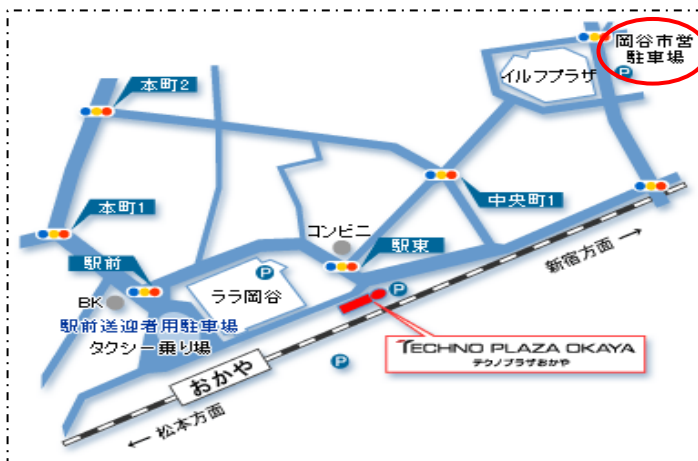 岡谷市営
駐車場
P
イルフプラザ
本町2
中央町1
本町1
コンビニ
駅東
新宿方面 →
駅前
P
ララ岡谷
BK
P
駅前送迎者用駐車場
タクシー乗り場
TECHNO PLAZA OKAYA
テクノプラザおかや
P
おかや
← 松本方面